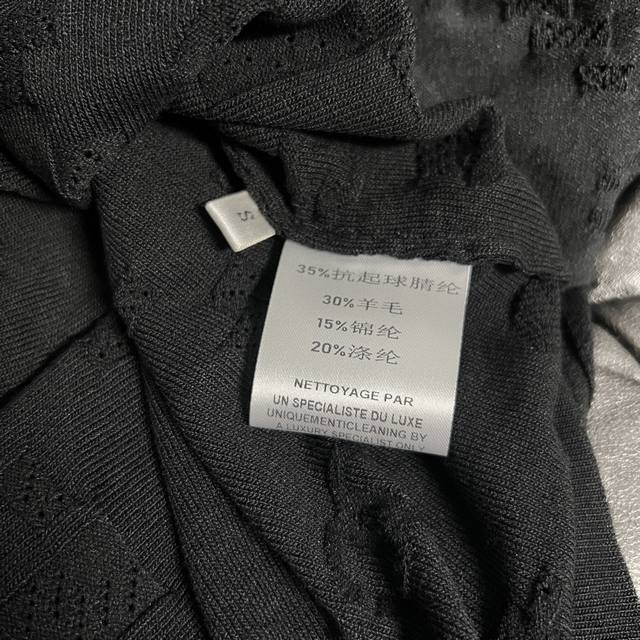 S
35%抗起球腈纶
30%羊毛
15%锦纶
20%涤纶
NETTOYAGE PAR
UN SPECIALISTE DU LUXE
UNIQUEMENTCLEANING BY
A LUXURY SPECIALIST ONLY